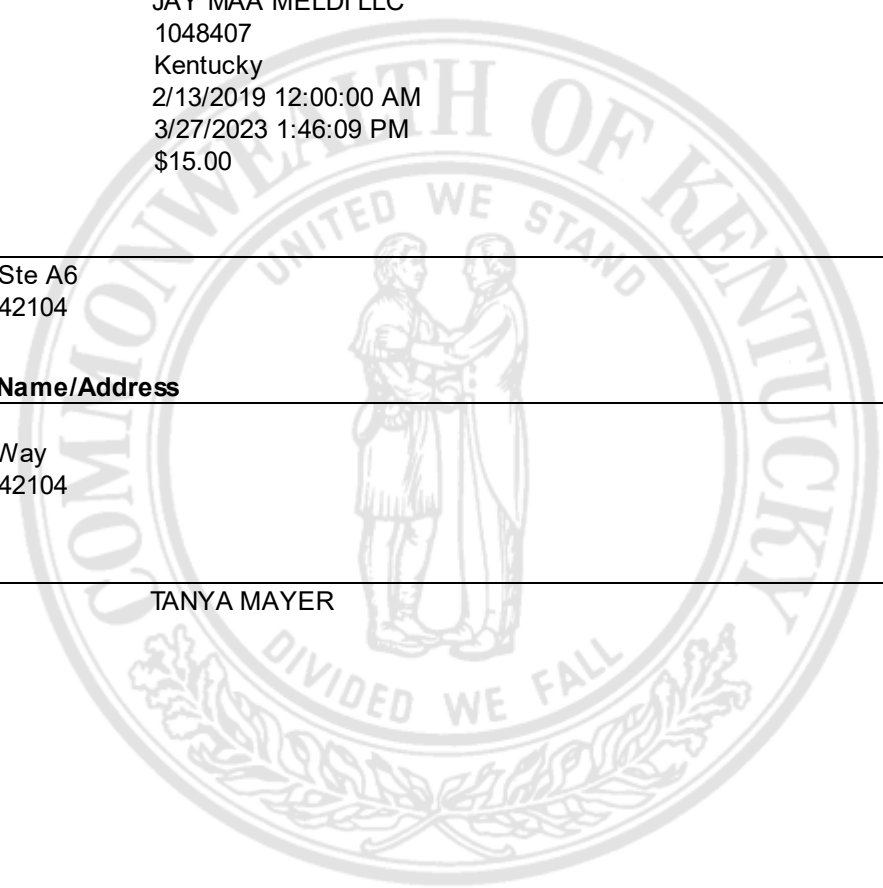 JAY MAA MELDI LLC
1048407
Kentucky
2/13/2019 12:00:00 AM
3/27/2023 1:46:09 PM
$15.00
Ste A6
42104
Name/Address
Way
42104
TANYA MAYER
COMMONWEALTH OF KENTUCKY
UNITED WE STAND
DIVIDED WE FALL